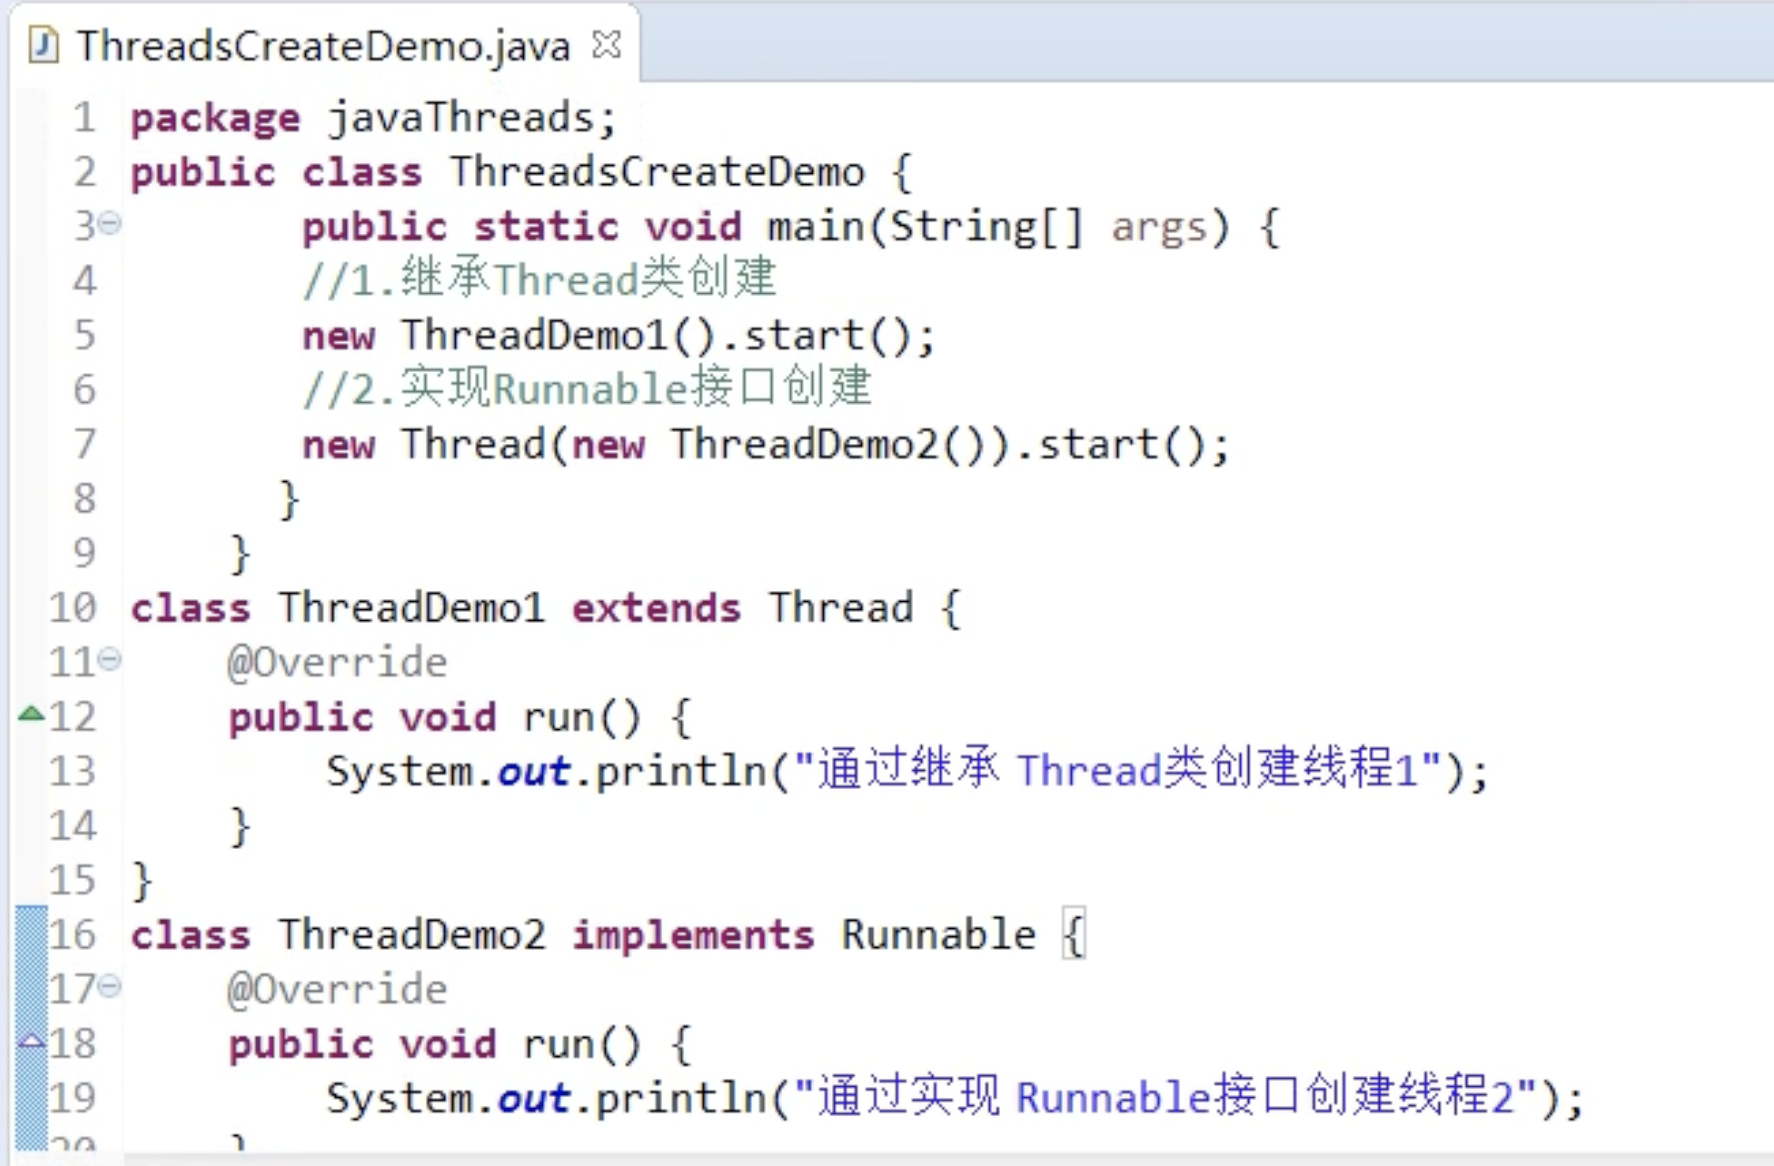 ThreadsCreateDemo.java
1 package javaThreads;
2 public class ThreadsCreateDemo {
3 public static void main(String[] args) {
4 //1.继承Thread类创建
5 new ThreadDemo1().start();
6 //2.实现Runnable接口创建
7 new Thread(new ThreadDemo2()).start();
8 }
9 }
10 class ThreadDemo1 extends Thread {
11 @Override
12 public void run() {
13 System.out.println("通过继承 Thread类创建线程1");
14 }
15 }
16 class ThreadDemo2 implements Runnable {
17 @Override
18 public void run() {
19 System.out.println("通过实现 Runnable接口创建线程2");
20 }